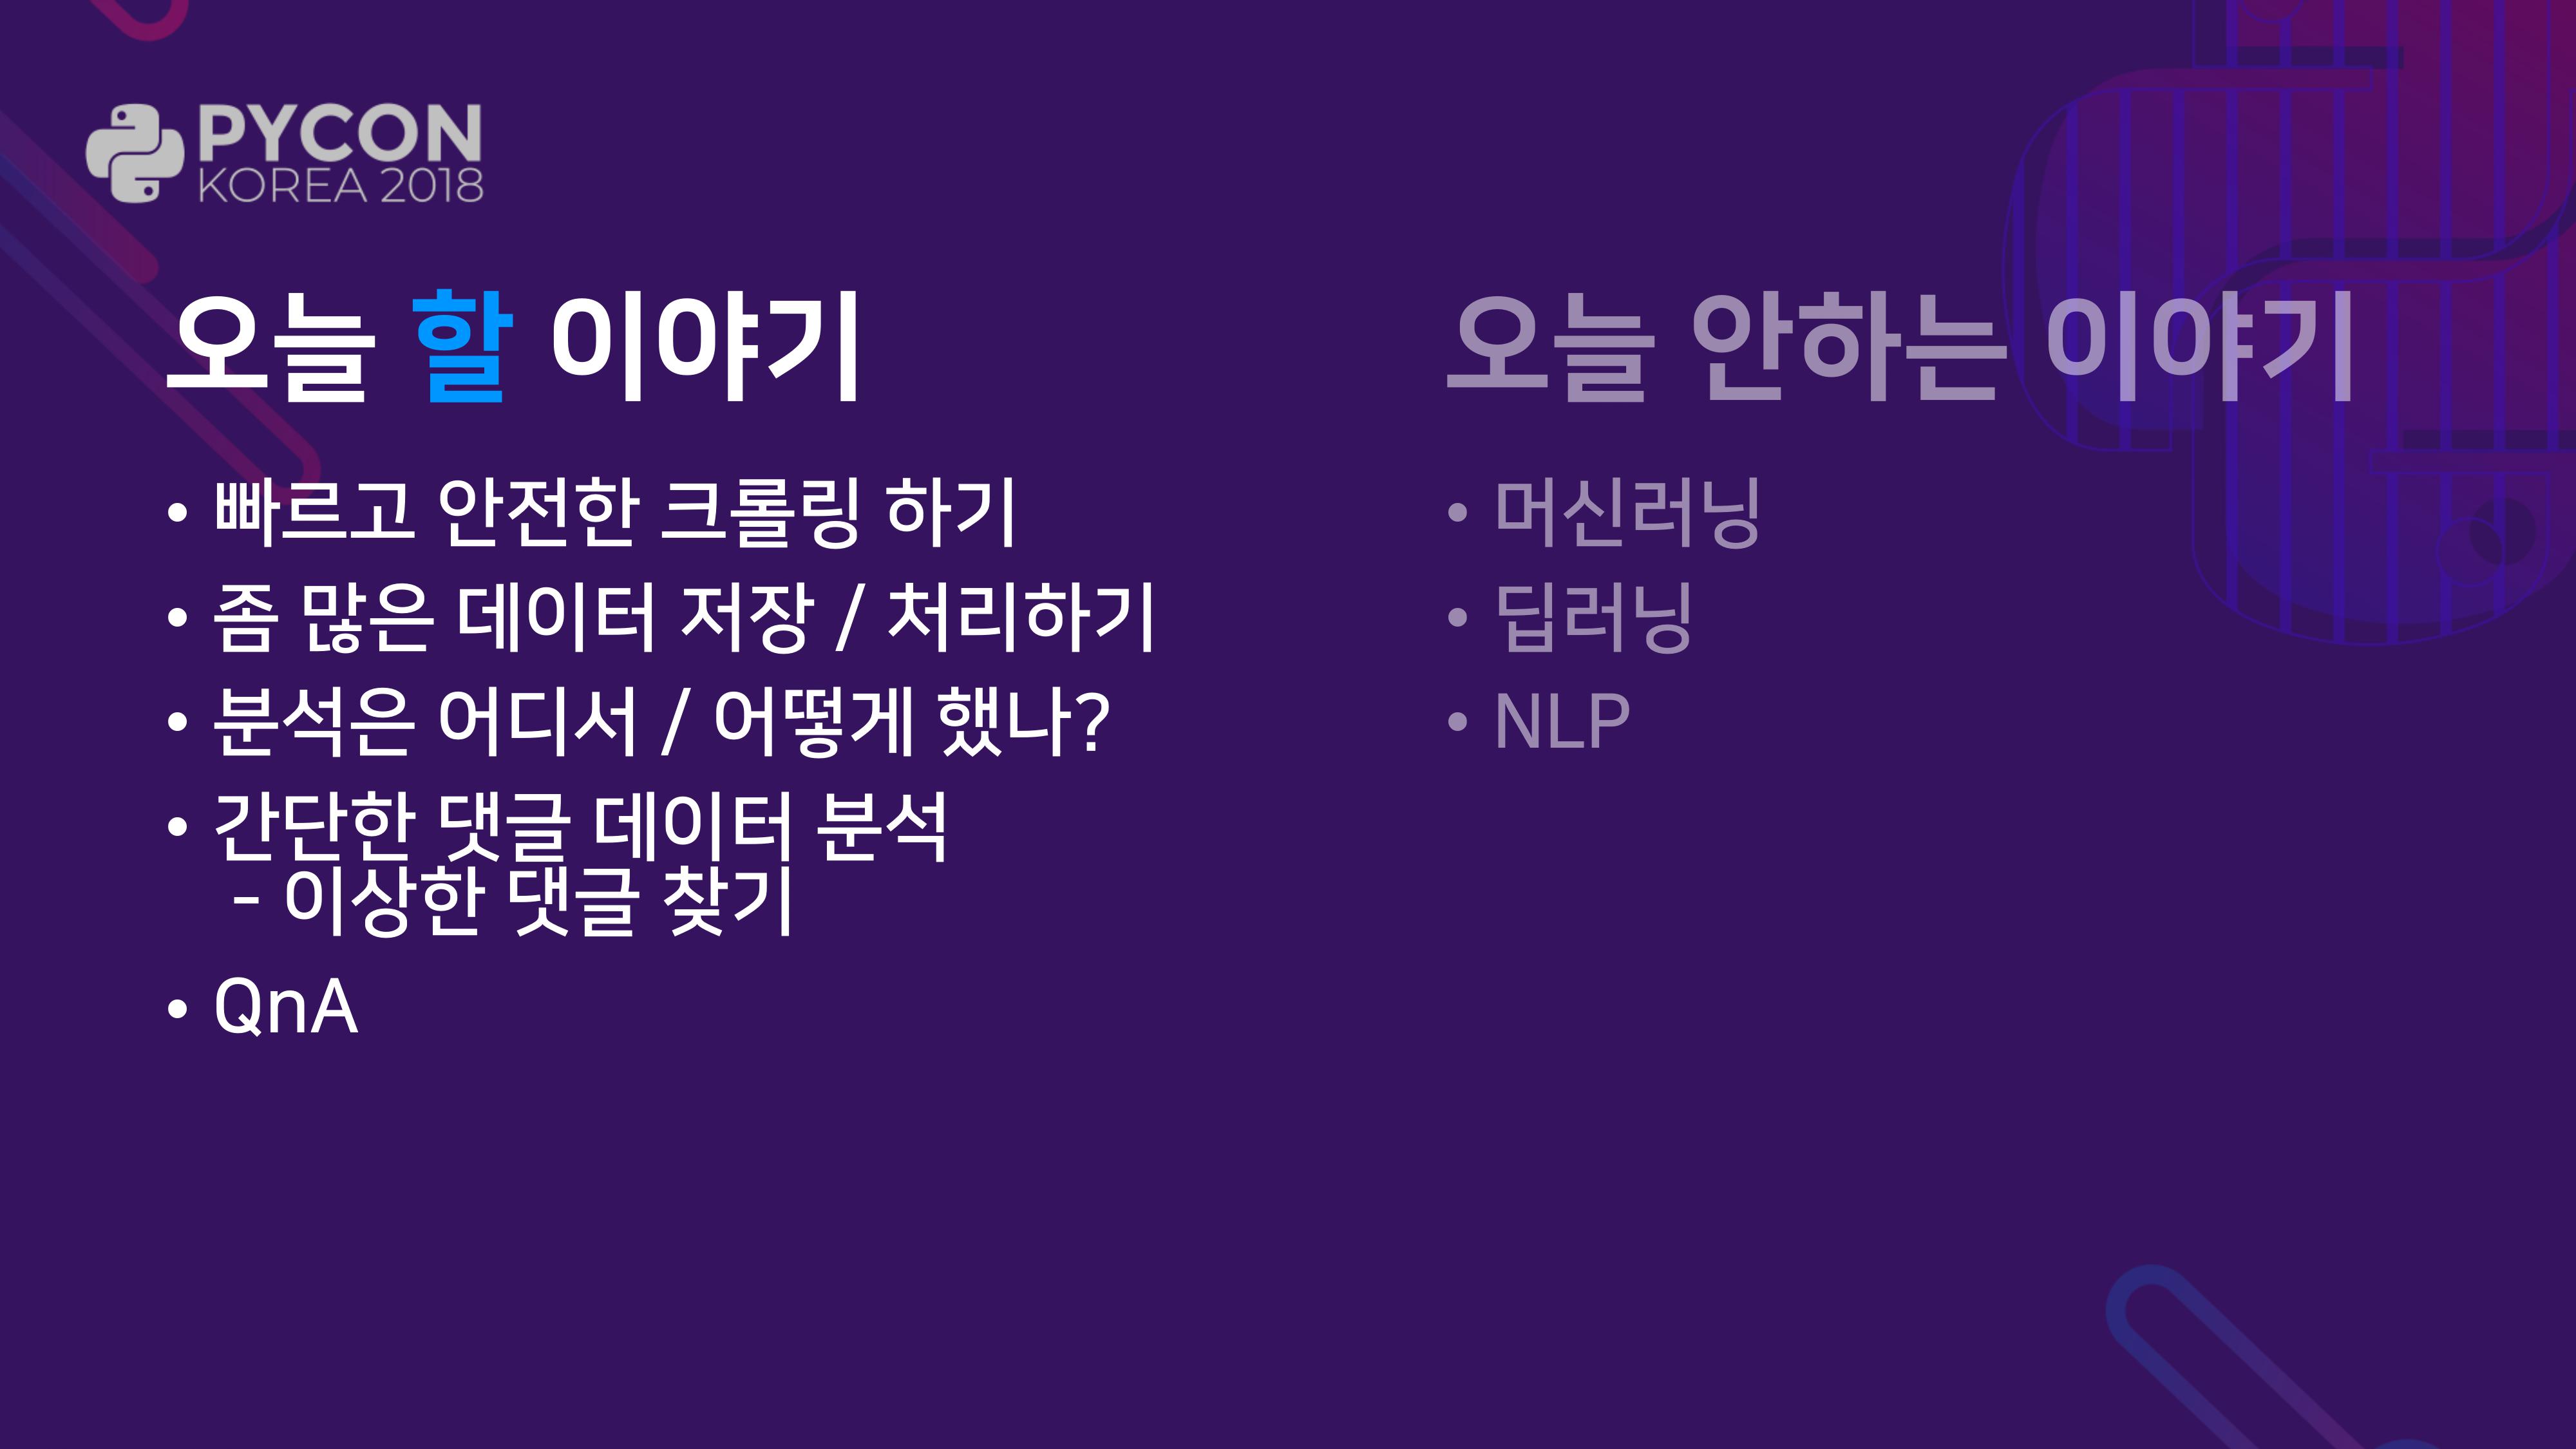 PYCON
KOREA 2018
오늘 할 이야기
• 빠르고 안전한 크롤링 하기
• 좀 많은 데이터 저장 / 처리하기
• 분석은 어디서 / 어떻게 했나?
• 간단한 댓글 데이터 분석
- 이상한 댓글 찾기
• QnA
오늘 안하는 이야기
• 머신러닝
• 딥러닝
• NLP